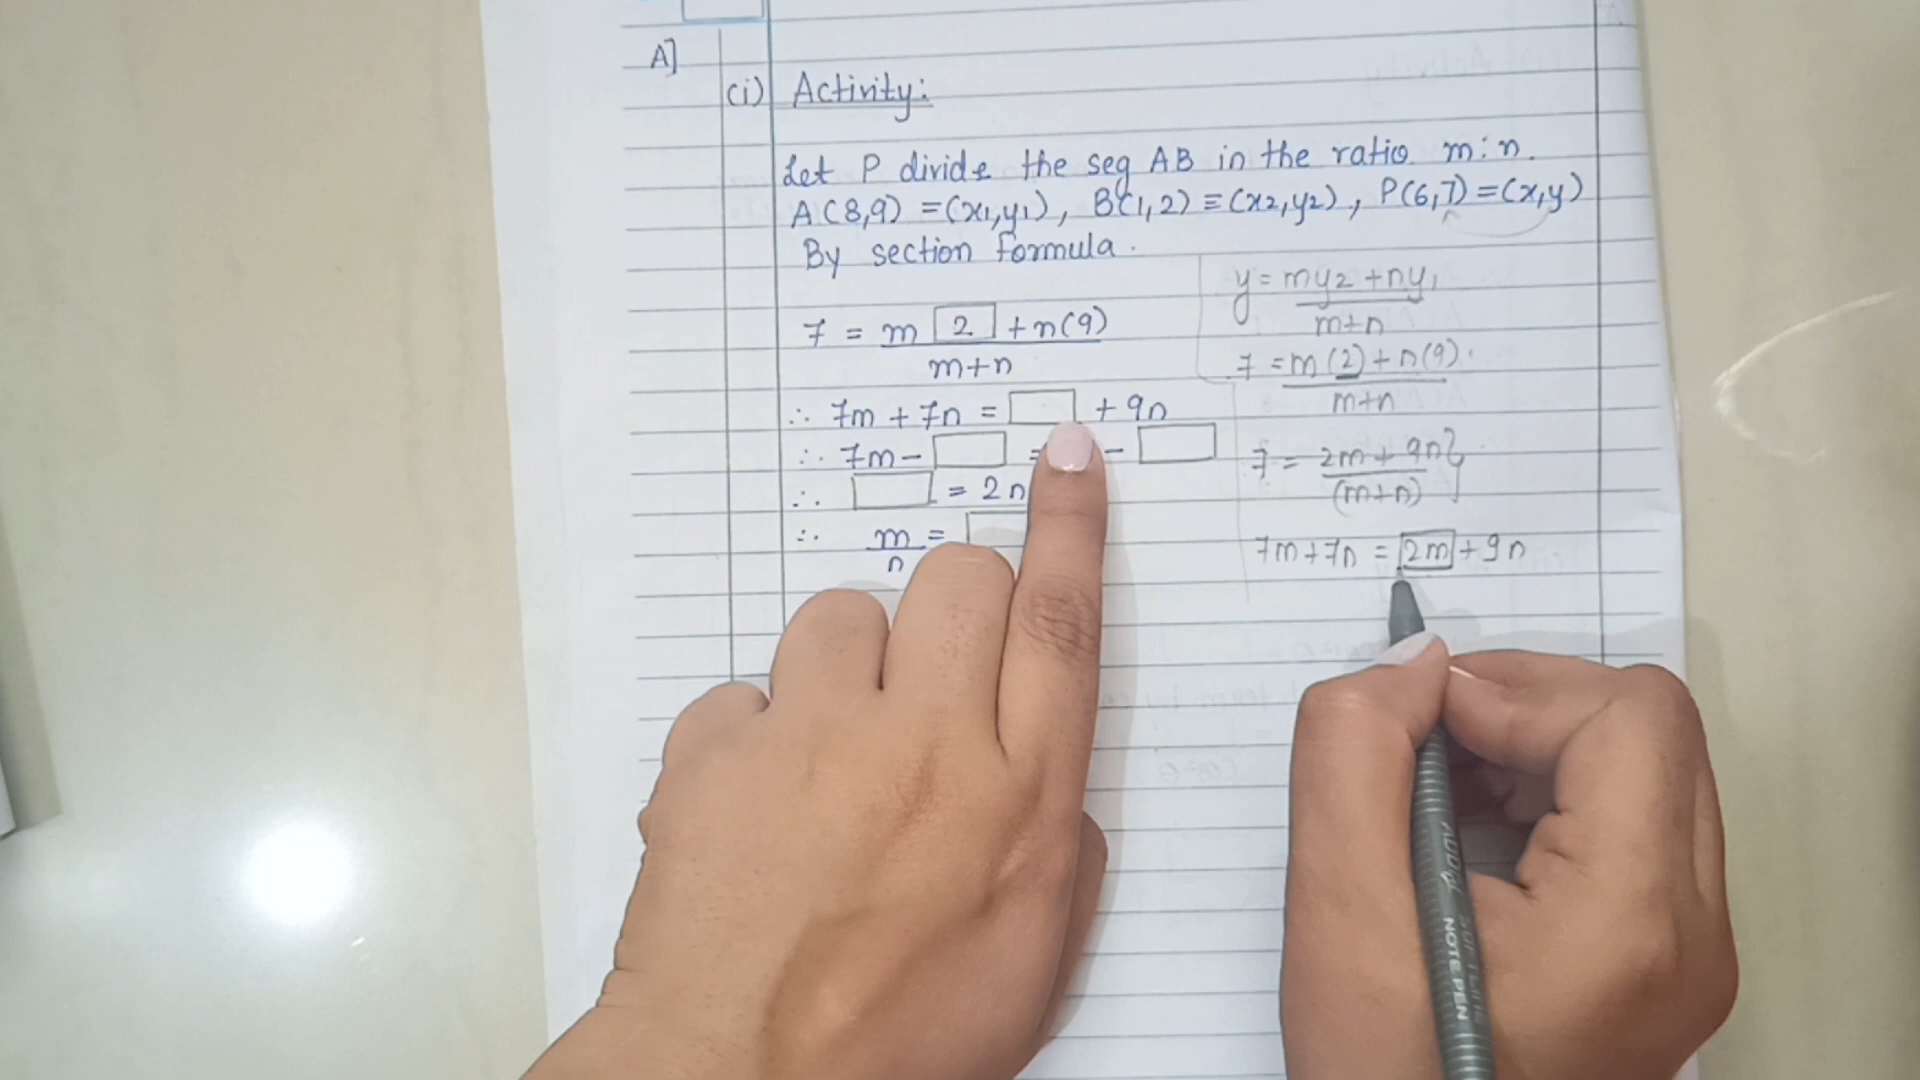 A]
(i) Activity:
Let P divide the seg AB in the ratio m:n.
A(8,9) =(x₁,y₁), B(1,2) ≡ (x2,y2), P(6,7) =(x,y)
By section formula.
7 = m 2 + n(9)
m+n
∴ 7m + 7n = + 9n
∴ 7m - = -
∴ = 2n
∴ m =
n
y = my2 + ny₁
m+n
7 = m(2) + n(9).
m+n
7 = 2m + 9n
(m+n)
7m + 7n = 2m + 9n
NOTE PEN